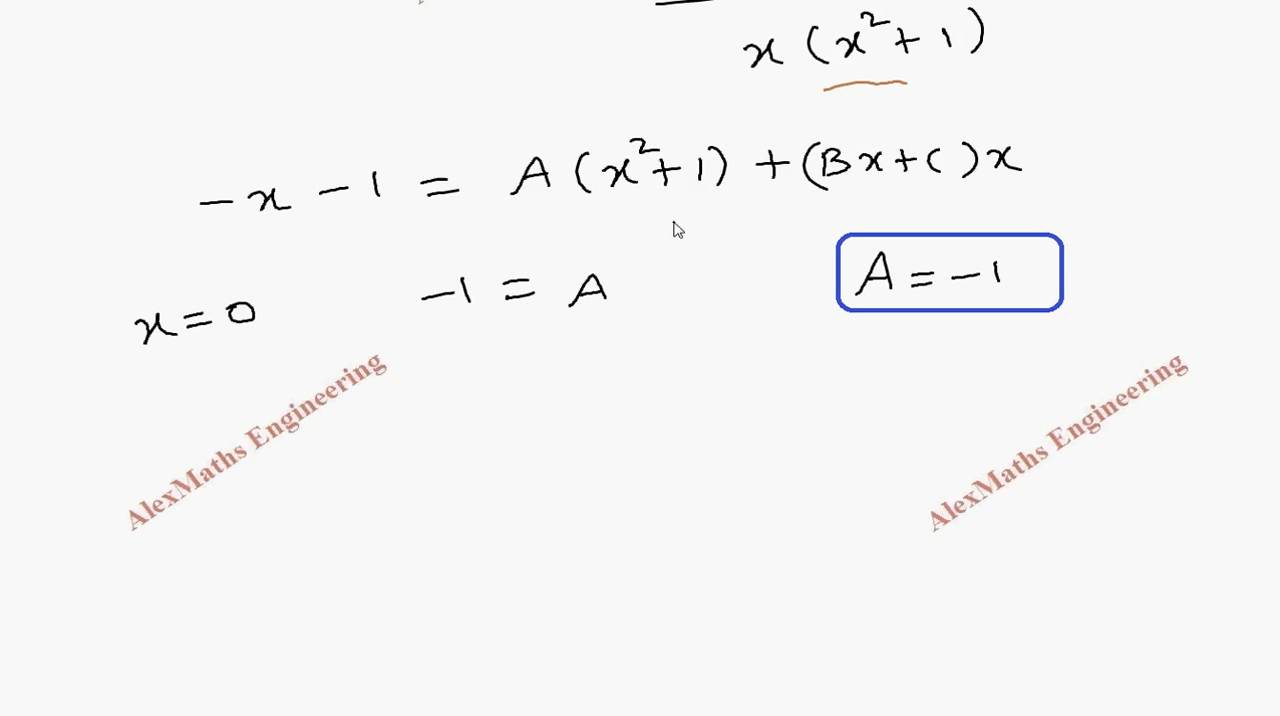 x (x² + 1)
-x - 1 = A (x² + 1) + (Bx + C) x
x = 0 -1 = A A = -1
AlexMaths Engineering AlexMaths Engineering